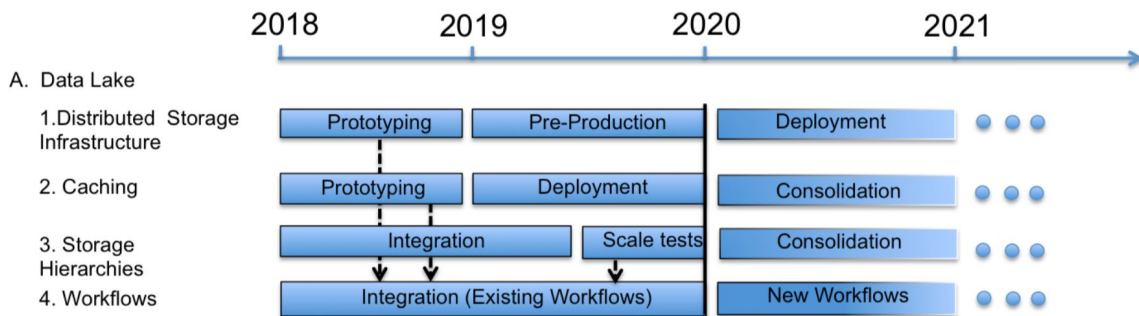 2018 2019 2020 2021
A. Data Lake
1.Distributed Storage
Infrastructure
Prototyping Pre-Production Deployment
2. Caching Prototyping Deployment Consolidation
3. Storage
Hierarchies
Integration Scale tests Consolidation
4. Workflows Integration (Existing Workflows) New Workflows